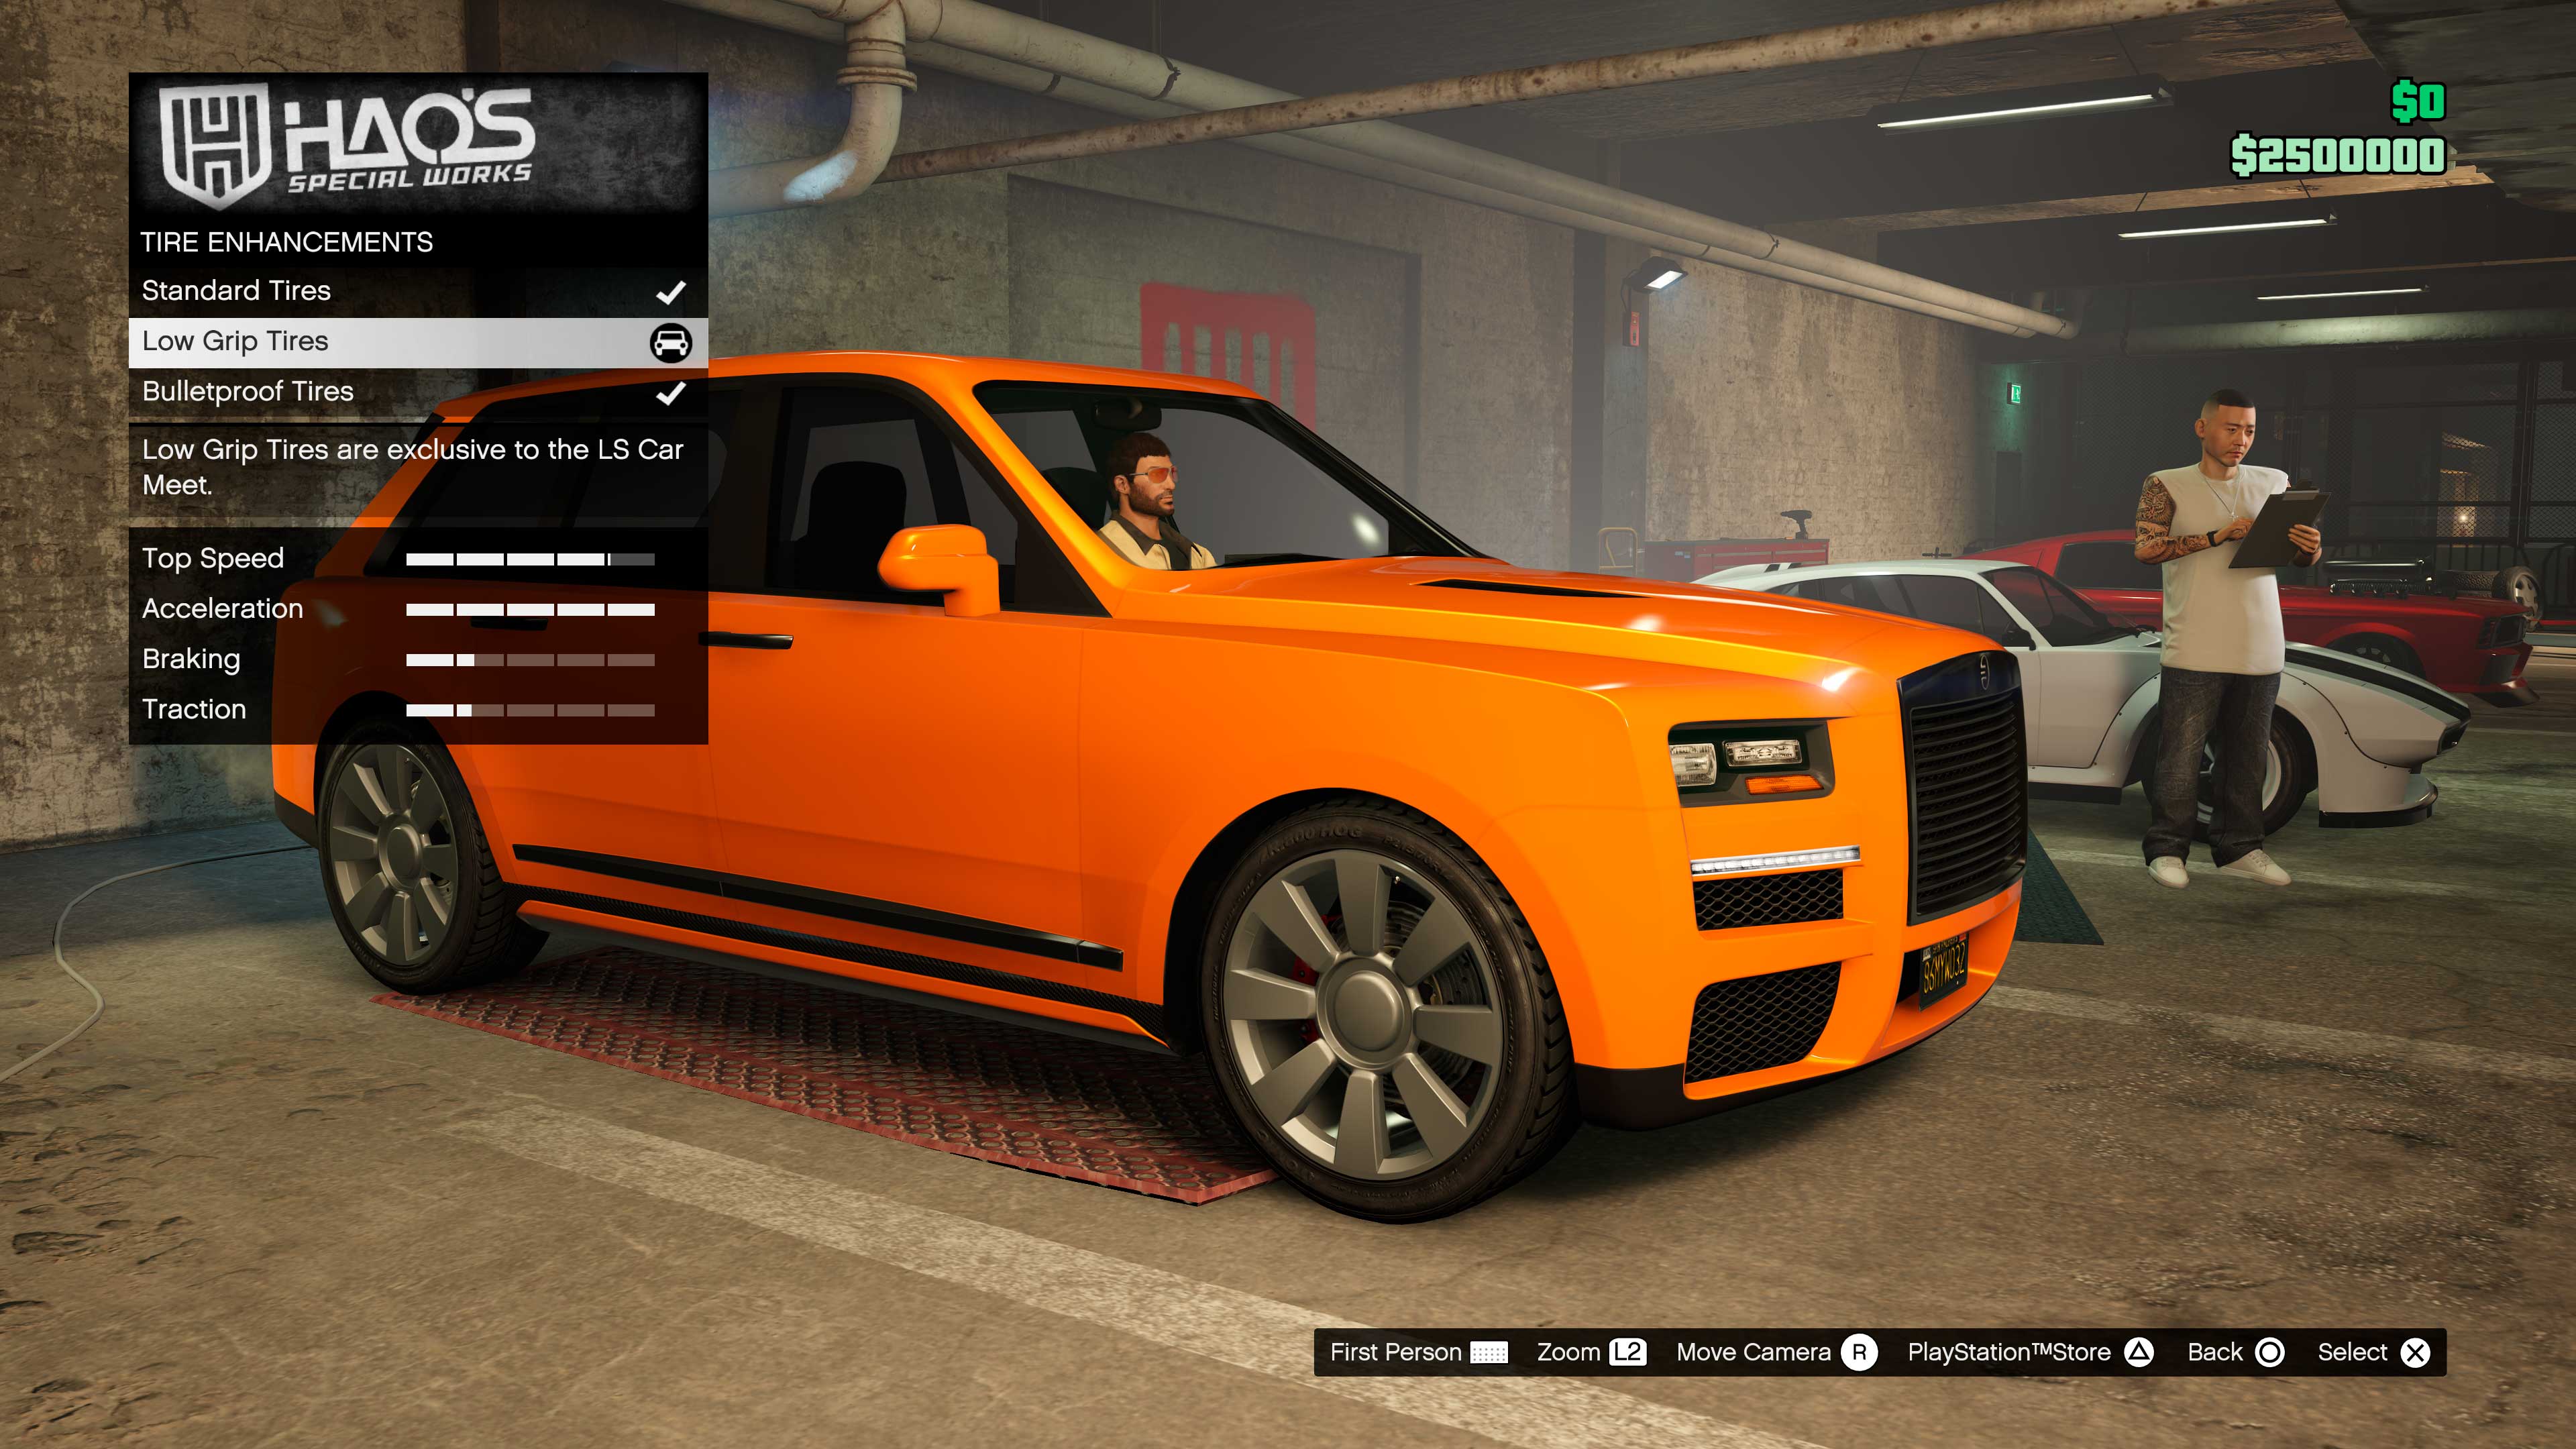 HAO'S
SPECIAL WORKS
$0
$2500000
TIRE ENHANCEMENTS
Standard Tires
Low Grip Tires
Bulletproof Tires
Low Grip Tires are exclusive to the LS Car
Meet.
Top Speed
Acceleration
Braking
Traction
86MYW032
First Person Zoom L2 Move Camera R PlayStation™Store Back Select